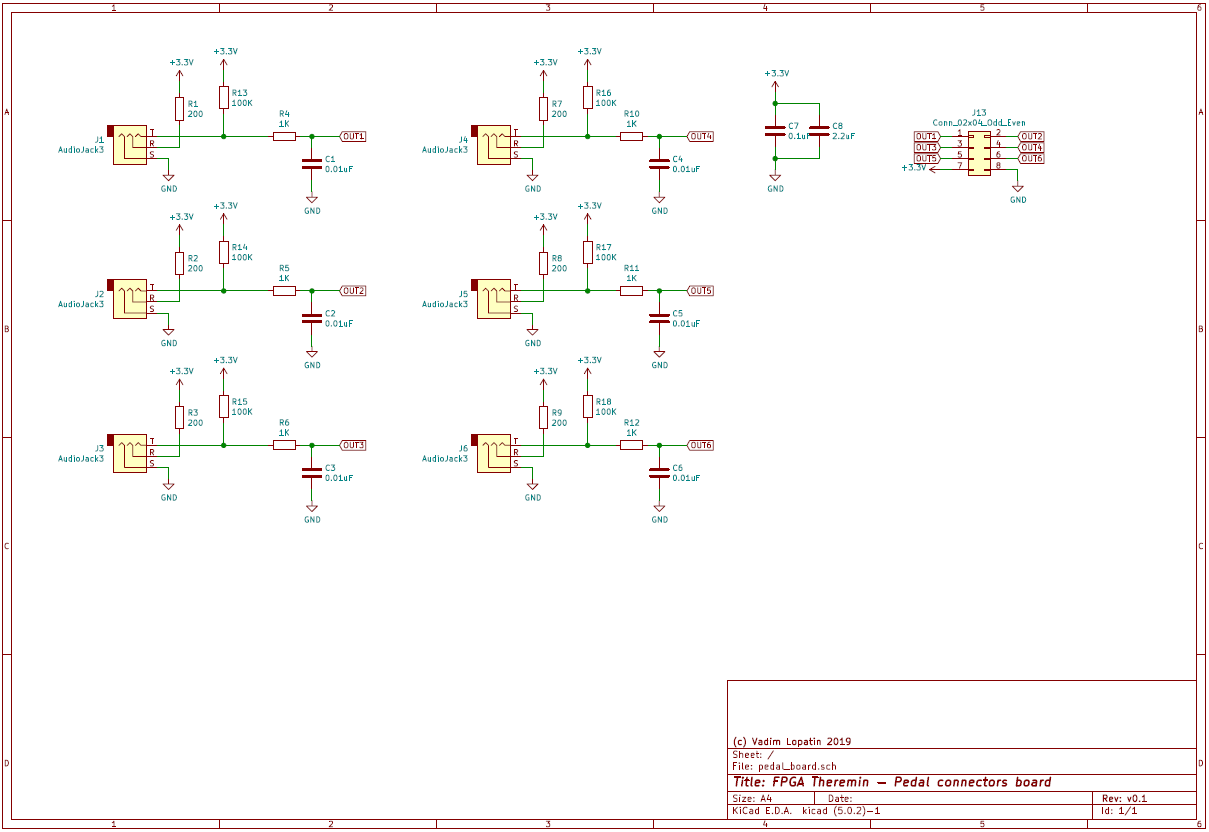 1 2 3 4 5 6
A
B
C
D
+3.3V
+3.3V
R1
200
R13
100K
R4
1K
J1
AudioJack3
T
R
S
OUT1
C1
0.01uF
GND
GND
+3.3V
+3.3V
R7
200
R16
100K
R10
1K
J4
AudioJack3
T
R
S
OUT4
C4
0.01uF
GND
GND
+3.3V
C7
0.1uF
C8
2.2uF
GND
J13
Conn_02x04_Odd_Even
OUT1 1 2 OUT2
OUT3 3 4 OUT4
OUT5 5 6 OUT6
+3.3V 7 8
GND
+3.3V
+3.3V
R2
200
R14
100K
R5
1K
J2
AudioJack3
T
R
S
OUT2
C2
0.01uF
GND
GND
+3.3V
+3.3V
R8
200
R17
100K
R11
1K
J5
AudioJack3
T
R
S
OUT5
C5
0.01uF
GND
GND
+3.3V
+3.3V
R3
200
R15
100K
R6
1K
J3
AudioJack3
T
R
S
OUT3
C3
0.01uF
GND
GND
+3.3V
+3.3V
R9
200
R18
100K
R12
1K
J6
AudioJack3
T
R
S
OUT6
C6
0.01uF
GND
GND
A
B
C
D
(c) Vadim Lopatin 2019
Sheet: /
File: pedal_board.sch
Title: FPGA Theremin – Pedal connectors board
Size: A4 Date: Rev: v0.1
KiCad E.D.A. kicad (5.0.2)-1 Id: 1/1
1 2 3 4 5 6